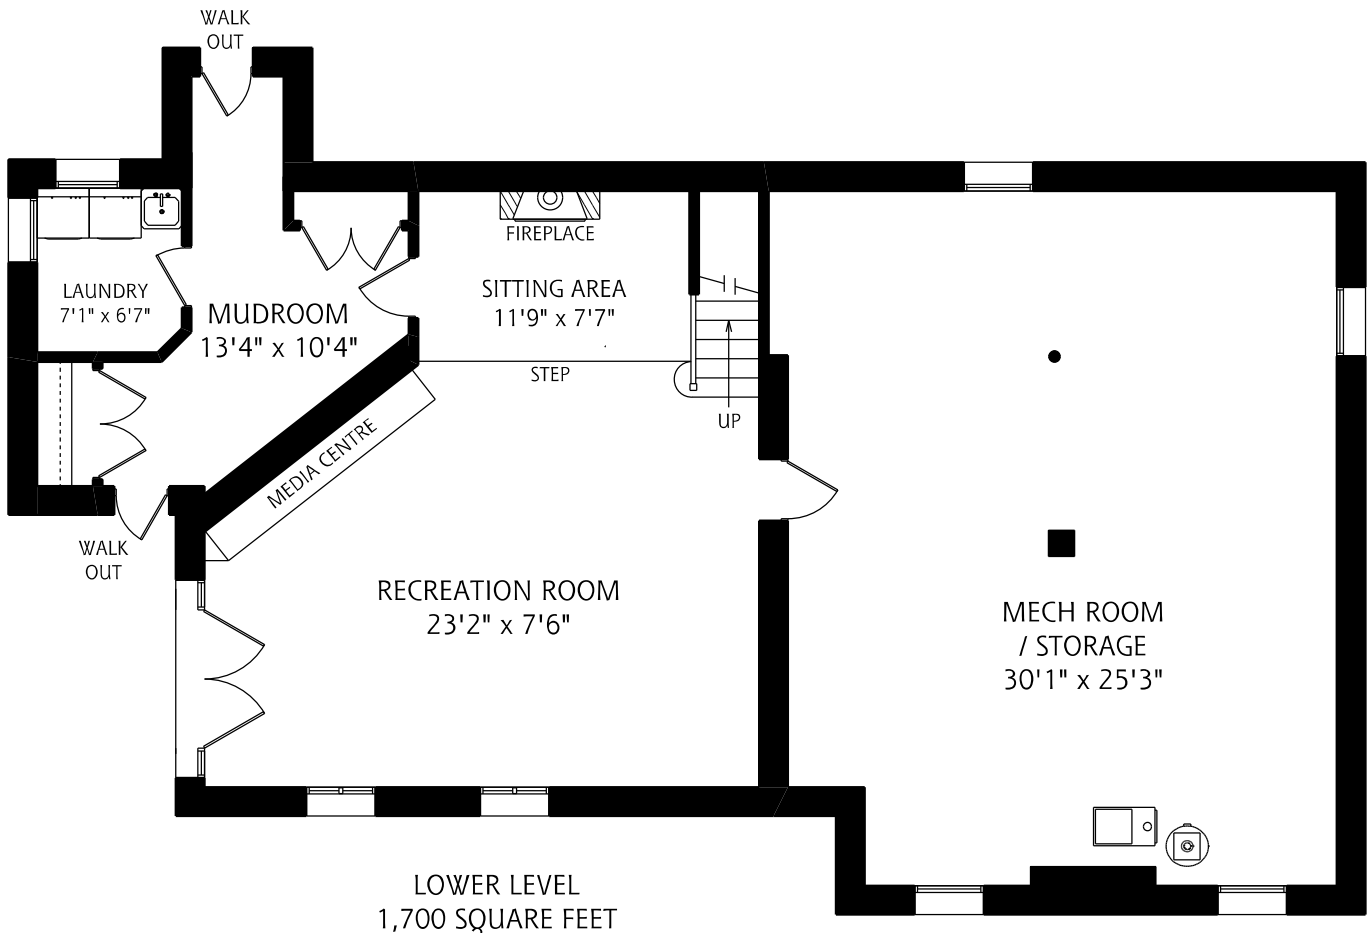 WALK
OUT
FIREPLACE
SITTING AREA
11'9" x 7'7"
LAUNDRY
7'1" x 6'7"
MUDROOM
13'4" x 10'4"
STEP
UP
MEDIA CENTRE
WALK
OUT
RECREATION ROOM
23'2" x 7'6"
MECH ROOM
/ STORAGE
30'1" x 25'3"
LOWER LEVEL
1,700 SQUARE FEET